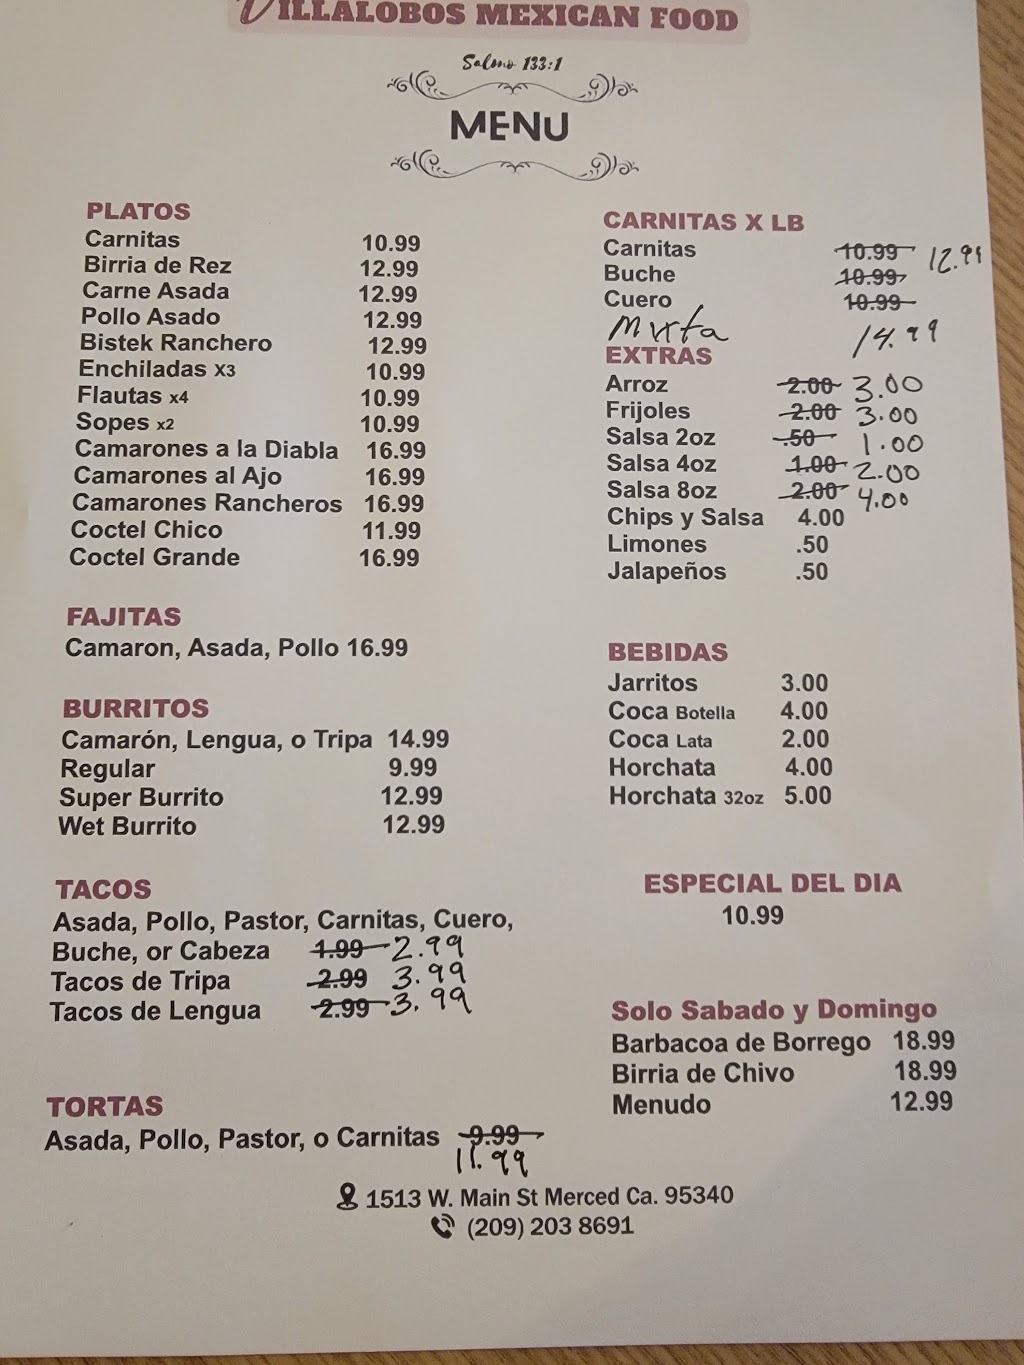 VILLALOBOS MEXICAN FOOD
Salmo 133:1
MENU
PLATOS
Carnitas 10.99
Birria de Rez 12.99
Carne Asada 12.99
Pollo Asado 12.99
Bistek Ranchero 12.99
Enchiladas X3 10.99
Flautas x4 10.99
Sopes x2 10.99
Camarones a la Diabla 16.99
Camarones al Ajo 16.99
Camarones Rancheros 16.99
Coctel Chico 11.99
Coctel Grande 16.99
FAJITAS
Camaron, Asada, Pollo 16.99
BURRITOS
Camarón, Lengua, o Tripa 14.99
Regular 9.99
Super Burrito 12.99
Wet Burrito 12.99
TACOS
Asada, Pollo, Pastor, Carnitas, Cuero,
Buche, or Cabeza 1.99 2.99
Tacos de Tripa 2.99 3.99
Tacos de Lengua 2.99 3.99
TORTAS
Asada, Pollo, Pastor, o Carnitas 9.99
11.99
CARNITAS X LB
Carnitas 10.99 12.99
Buche 10.99
Cuero 10.99
Mixta 14.99
EXTRAS
Arroz 2.00 3.00
Frijoles 2.00 3.00
Salsa 2oz .50 1.00
Salsa 4oz 1.00 2.00
Salsa 8oz 2.00 4.00
Chips y Salsa 4.00
Limones .50
Jalapeños .50
BEBIDAS
Jarritos 3.00
Coca Botella 4.00
Coca Lata 2.00
Horchata 4.00
Horchata 32oz 5.00
ESPECIAL DEL DIA
10.99
Solo Sabado y Domingo
Barbacoa de Borrego 18.99
Birria de Chivo 18.99
Menudo 12.99
1513 W. Main St Merced Ca. 95340
(209) 203 8691